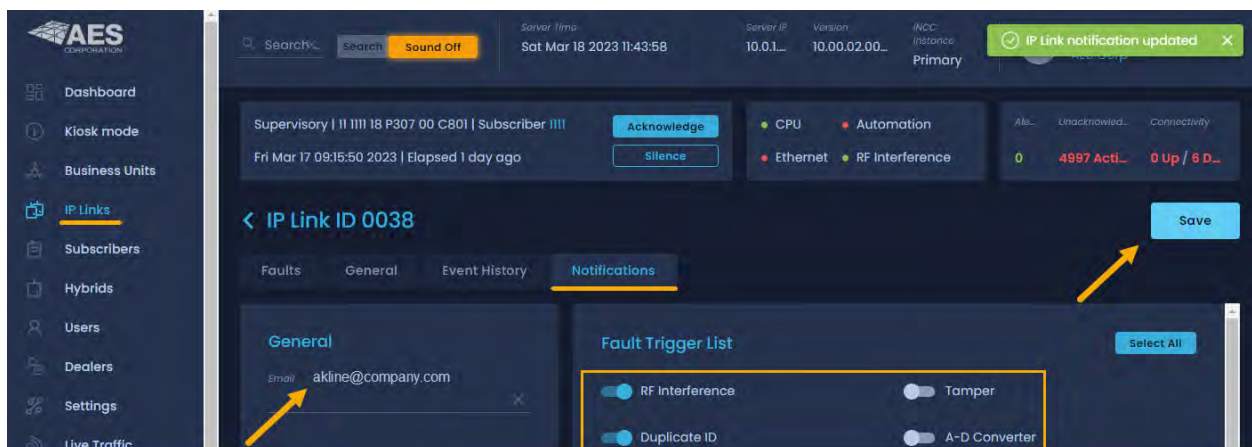 AES
CORPORATION
Dashboard
Kiosk mode
Business Units
IP Links
Subscribers
Hybrids
Users
Dealers
Settings
Live Traffic
Search...
Search
Sound Off
Server Time
Sat Mar 18 2023 11:43:58
Server IP
10.0.1....
Version
10.00.02.00...
INCC
Instance
Primary
IP Link notification updated
Supervisory | 11 1111 18 P307 00 C801 | Subscriber 1111
Fri Mar 17 09:15:50 2023 | Elapsed 1 day ago
Acknowledge
Silence
CPU
Automation
Ethernet
RF Interference
Ale...
Unacknowled...
Connectivity
0
4997 Acti...
0 Up / 6 D...
IP Link ID 0038
Save
Faults
General
Event History
Notifications
General
Email
akline@company.com
Fault Trigger List
Select All
RF Interference
Tamper
Duplicate ID
A-D Converter